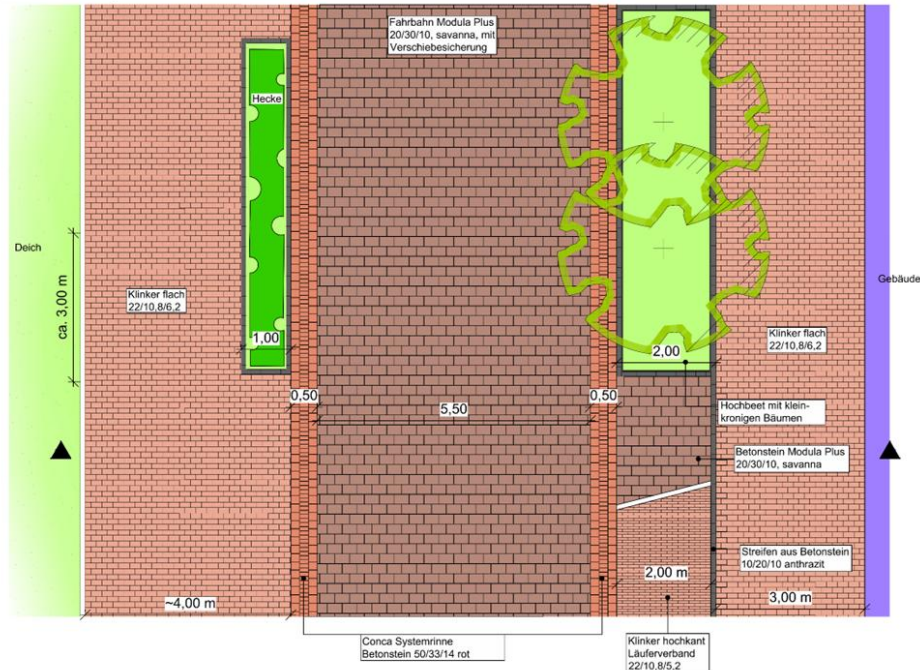 Fahrbahn Modula Plus
20/30/10, savanna, mit
Verschiebesicherung
Hecke
Deich
ca. 3,00 m
Klinker flach
22/10,8/6,2
Gebäude
Klinker flach
22/10,8/6,2
1,00
2,00
0,50
5,50
0,50
Hochbeet mit klein-
kronigen Bäumen
Betonstein Modula Plus
20/30/10, savanna
Streifen aus Betonstein
10/20/10 anthrazit
~4,00 m
2,00 m
3,00 m
Conca Systemrinne
Betonstein 50/33/14 rot
Klinker hochkant
Läuferverband
22/10,8/5,2